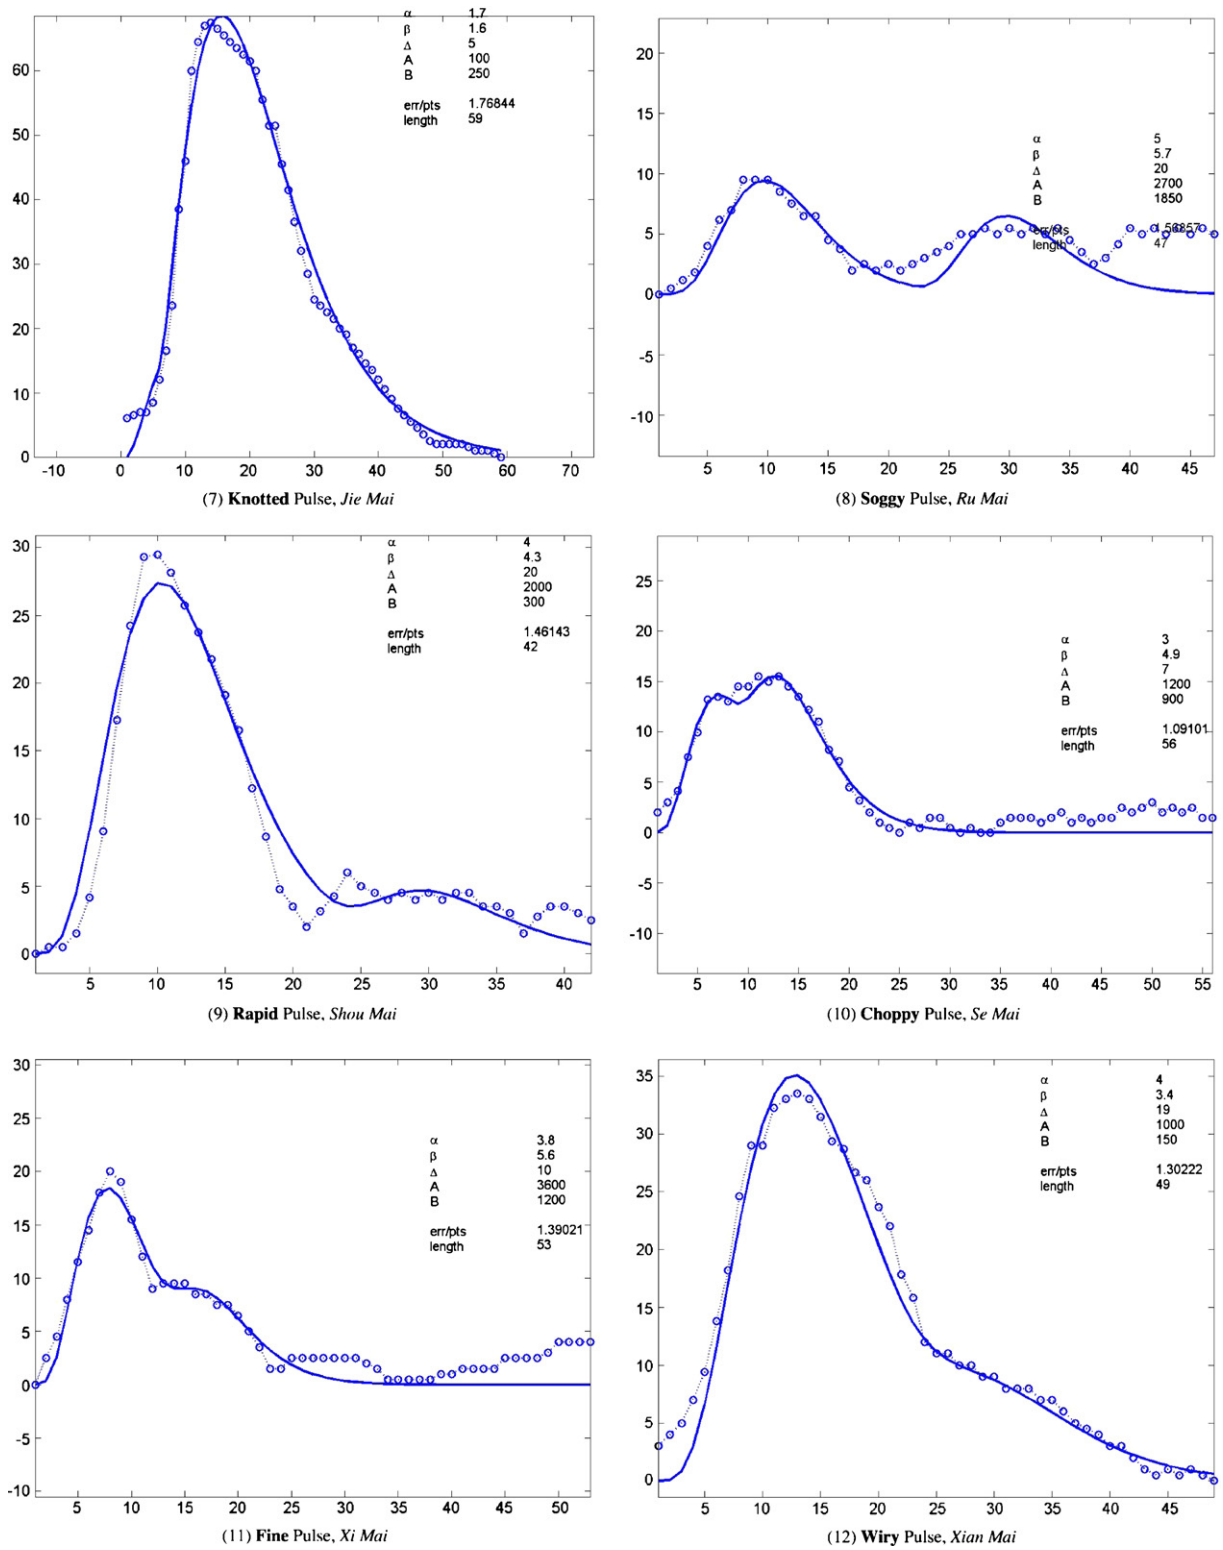 α 1.7
β 1.6
Δ 5
A 100
B 250
err/pts 1.76844
length 59
60
50
40
30
20
10
0
-10 0 10 20 30 40 50 60 70
(7) Knotted Pulse, Jie Mai
20
15
10
5
0
-5
-10
α 5
β 5.7
Δ 20
A 2700
B 1850
err/pts 1.56857
length 47
5 10 15 20 25 30 35 40 45
(8) Soggy Pulse, Ru Mai
30
25
20
15
10
5
0
α 4
β 4.3
Δ 20
A 2000
B 300
err/pts 1.46143
length 42
5 10 15 20 25 30 35 40
(9) Rapid Pulse, Shou Mai
25
20
15
10
5
0
-5
-10
α 3
β 4.9
Δ 7
A 1200
B 900
err/pts 1.09101
length 56
5 10 15 20 25 30 35 40 45 50 55
(10) Choppy Pulse, Se Mai
30
25
20
15
10
5
0
-5
-10
α 3.8
β 5.6
Δ 10
A 3600
B 1200
err/pts 1.39021
length 53
5 10 15 20 25 30 35 40 45 50
(11) Fine Pulse, Xi Mai
35
30
25
20
15
10
5
0
α 4
β 3.4
Δ 19
A 1000
B 150
err/pts 1.30222
length 49
5 10 15 20 25 30 35 40 45
(12) Wiry Pulse, Xian Mai